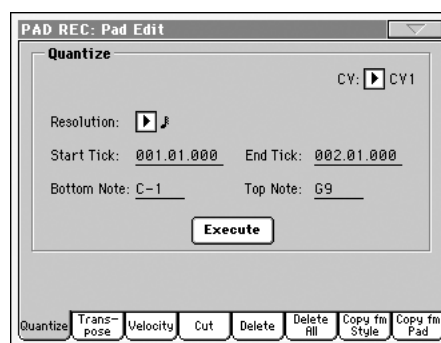 PAD REC: Pad Edit
Quantize
CV: CV1
Resolution:
Start Tick: 001.01.000 End Tick: 002.01.000
Bottom Note: C-1 Top Note: G9
Execute
Quantize Trans-pose Velocity Cut Delete Delete All Copy fm Style Copy fm Pad